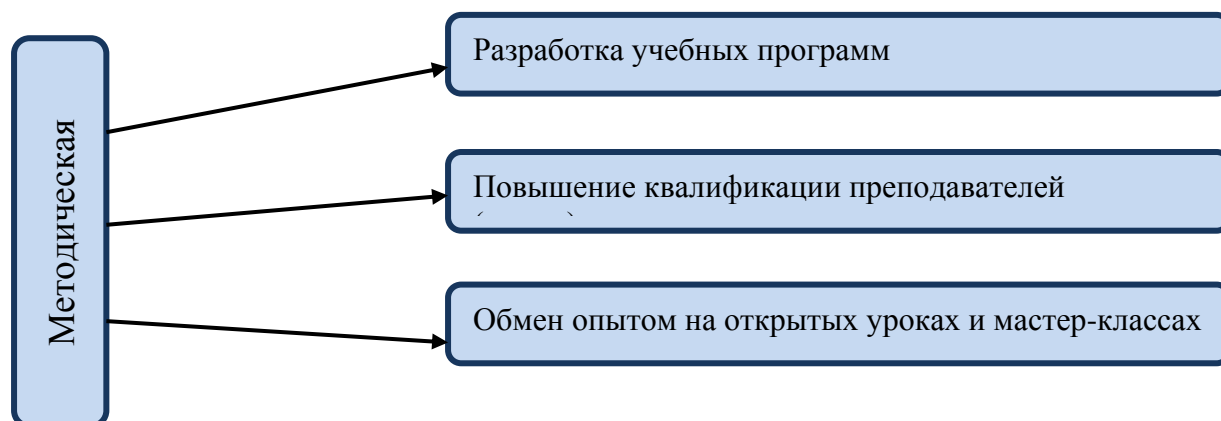 Методическая
Разработка учебных программ
Повышение квалификации преподавателей
Обмен опытом на открытых уроках и мастер-классах